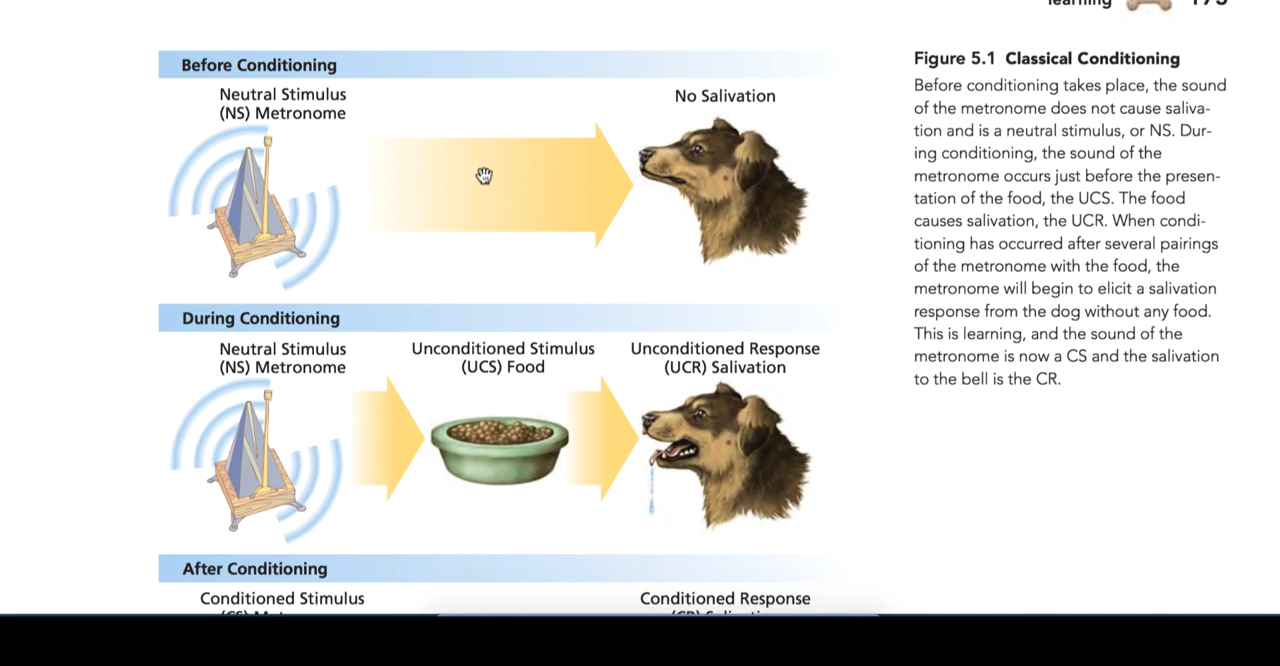 learning
Before Conditioning
Neutral Stimulus
(NS) Metronome
No Salivation
During Conditioning
Neutral Stimulus
(NS) Metronome
Unconditioned Stimulus
(UCS) Food
Unconditioned Response
(UCR) Salivation
After Conditioning
Conditioned Stimulus
Conditioned Response
Figure 5.1 Classical Conditioning
Before conditioning takes place, the sound
of the metronome does not cause saliva-
tion and is a neutral stimulus, or NS. Dur-
ing conditioning, the sound of the
metronome occurs just before the presen-
tation of the food, the UCS. The food
causes salivation, the UCR. When condi-
tioning has occurred after several pairings
of the metronome with the food, the
metronome will begin to elicit a salivation
response from the dog without any food.
This is learning, and the sound of the
metronome is now a CS and the salivation
to the bell is the CR.